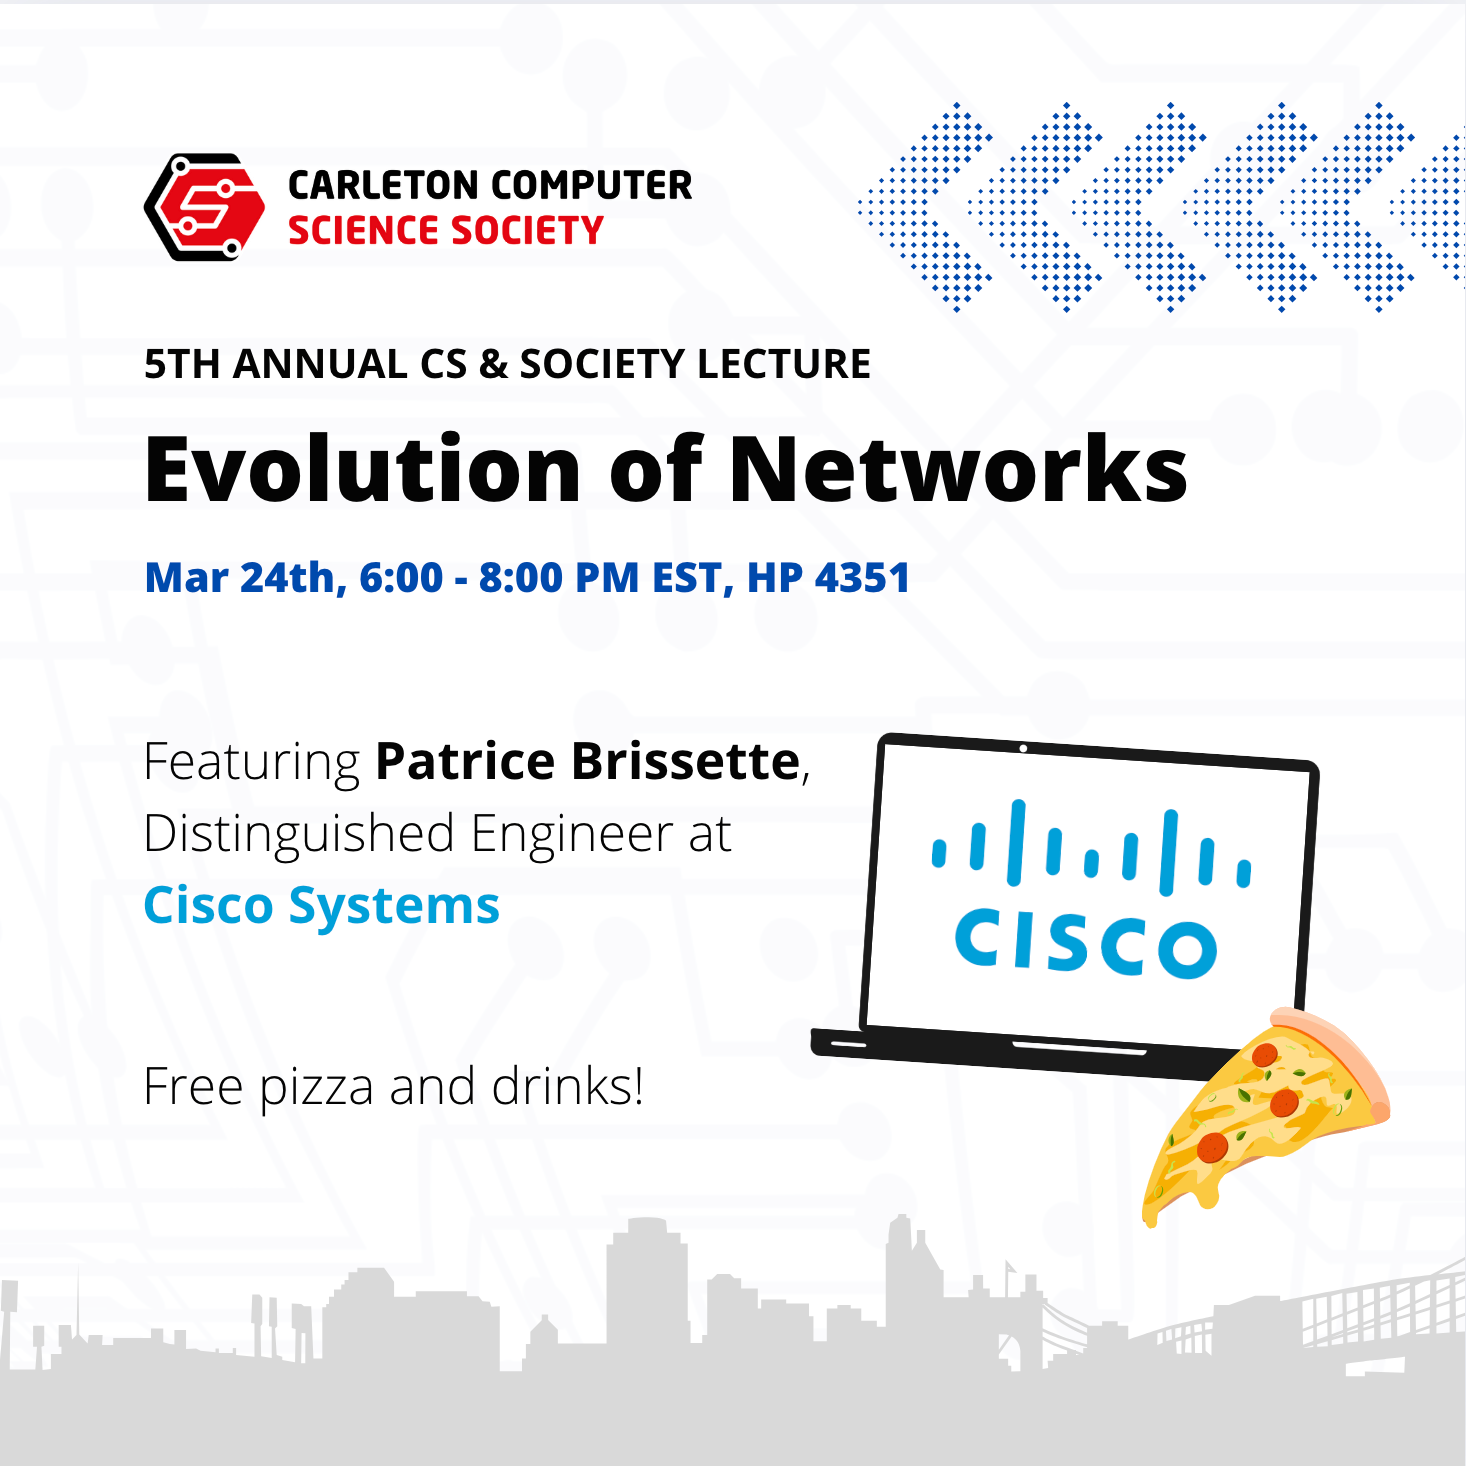 CARLETON COMPUTER
SCIENCE SOCIETY
5TH ANNUAL CS & SOCIETY LECTURE
Evolution of Networks
Mar 24th, 6:00 - 8:00 PM EST, HP 4351
Featuring Patrice Brissette,
Distinguished Engineer at
Cisco Systems
CISCO
Free pizza and drinks!